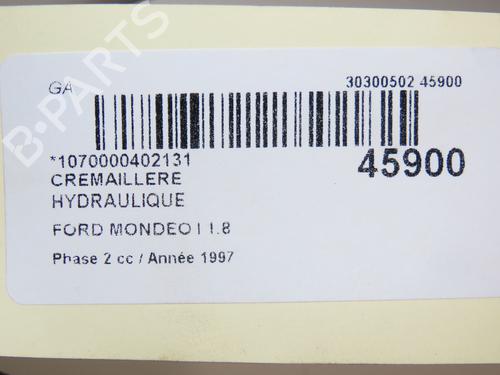 GA
30300502 45900
*1070000402131
45900
CREMAILLERE
HYDRAULIQUE
FORD MONDEO I 1.8
Phase 2 cc / Année 1997
B-PARTS